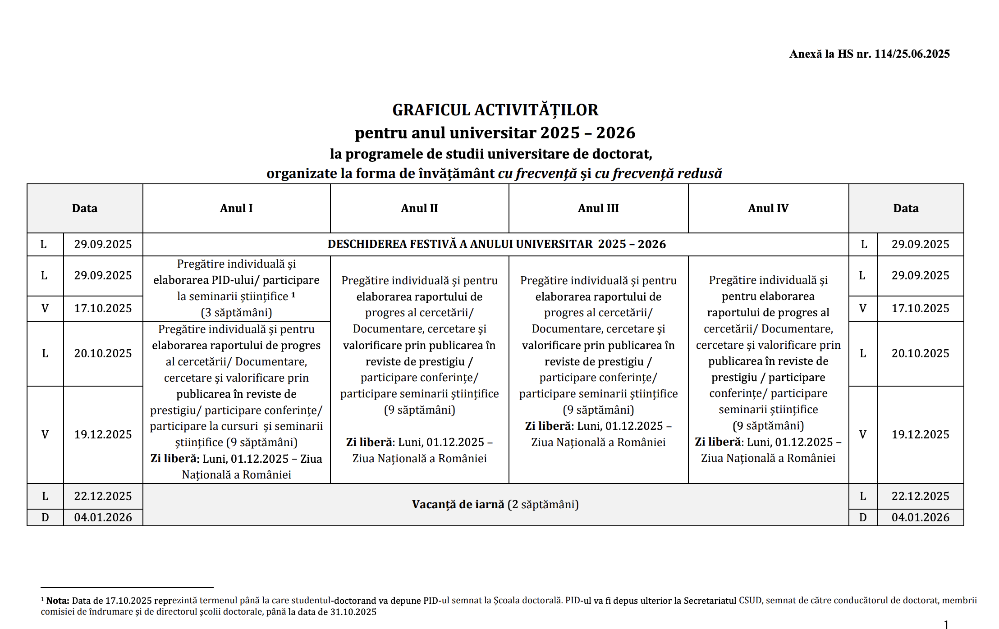 Anexă la HS nr. 114/25.06.2025
GRAFICUL ACTIVITĂȚILOR
pentru anul universitar 2025 – 2026
la programele de studii universitare de doctorat,
organizate la forma de învățământ cu frecvență și cu frecvență redusă
Data Anul I Anul II Anul III Anul IV Data
L 29.09.2025 DESCHIDEREA FESTIVĂ A ANULUI UNIVERSITAR 2025 – 2026 L 29.09.2025
L 29.09.2025
V 17.10.2025
Pregătire individuală și
elaborarea PID-ului/ participare
la seminarii științifice ¹
(3 săptămâni)
L 20.10.2025
V 19.12.2025
Pregătire individuală și pentru
elaborarea raportului de progres
al cercetării/ Documentare,
cercetare și valorificare prin
publicarea în reviste de
prestigiu/ participare conferințe/
participare la cursuri și seminarii
științifice (9 săptămâni)
Zi liberă: Luni, 01.12.2025 – Ziua
Națională a României
Pregătire individuală și pentru
elaborarea raportului de
progres al cercetării/
Documentare, cercetare și
valorificare prin publicarea în
reviste de prestigiu /
participare conferințe/
participare seminarii științifice
(9 săptămâni)
Zi liberă: Luni, 01.12.2025 –
Ziua Națională a României
Pregătire individuală și pentru
elaborarea raportului de
progres al cercetării/
Documentare, cercetare și
valorificare prin publicarea în
reviste de prestigiu /
participare conferințe/
participare seminarii științifice
(9 săptămâni)
Zi liberă: Luni, 01.12.2025 –
Ziua Națională a României
Pregătire individuală și
pentru elaborarea
raportului de progres al
cercetării/ Documentare,
cercetare și valorificare prin
publicarea în reviste de
prestigiu / participare
conferințe/ participare
seminarii științifice
(9 săptămâni)
Zi liberă: Luni, 01.12.2025 –
Ziua Națională a României
L 29.09.2025
V 17.10.2025
L 20.10.2025
V 19.12.2025
L 22.12.2025
D 04.01.2026
Vacanță de iarnă (2 săptămâni)
L 22.12.2025
D 04.01.2026
¹ Nota: Data de 17.10.2025 reprezintă termenul până la care studentul-doctorand va depune PID-ul semnat la Școala doctorală. PID-ul va fi depus ulterior la Secretariatul CSUD, semnat de către conducătorul de doctorat, membrii
comisiei de îndrumare și de directorul școlii doctorale, până la data de 31.10.2025
1